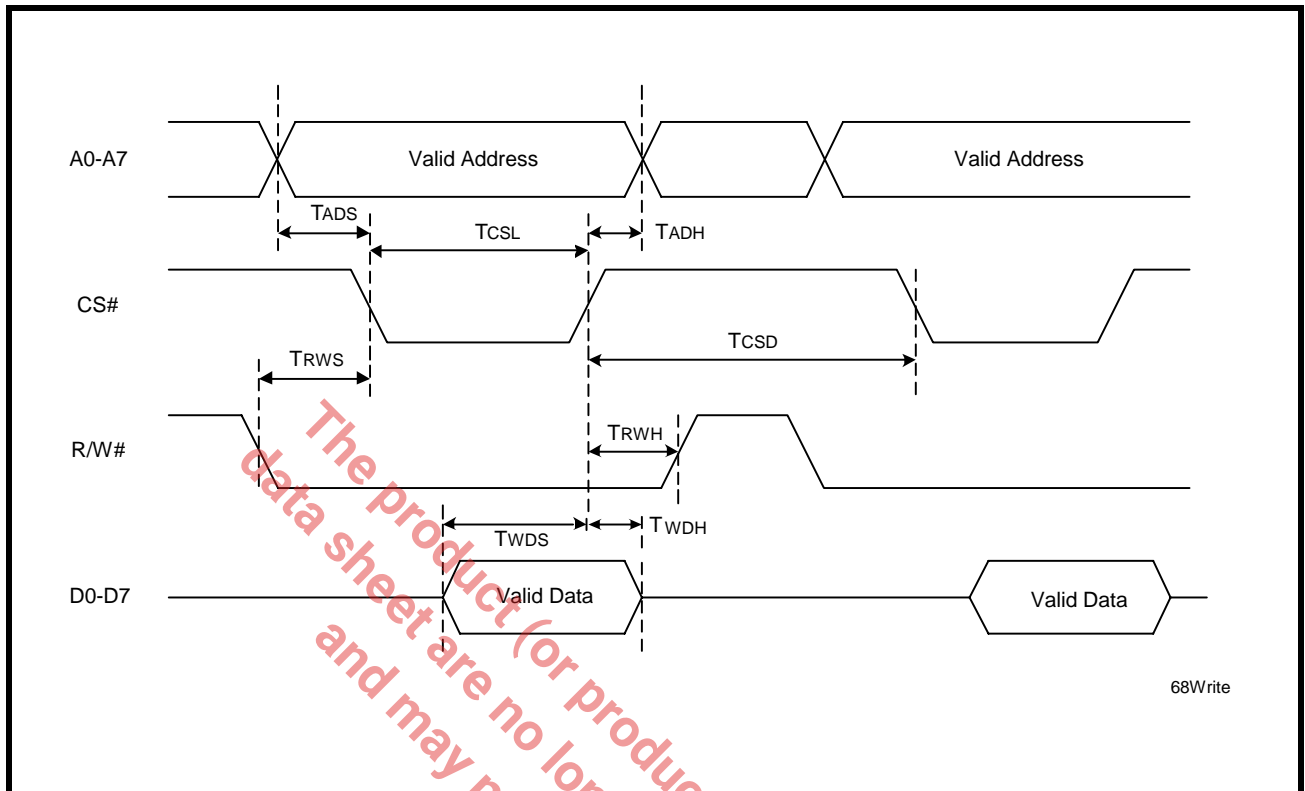 A0-A7
Valid Address
Valid Address
TADS
TCSL
TADH
CS#
TCSD
TRWS
R/W#
TRWH
TWDS
TWDH
D0-D7
Valid Data
Valid Data
68Write
The product (or produc
data sheet are no lon
and may